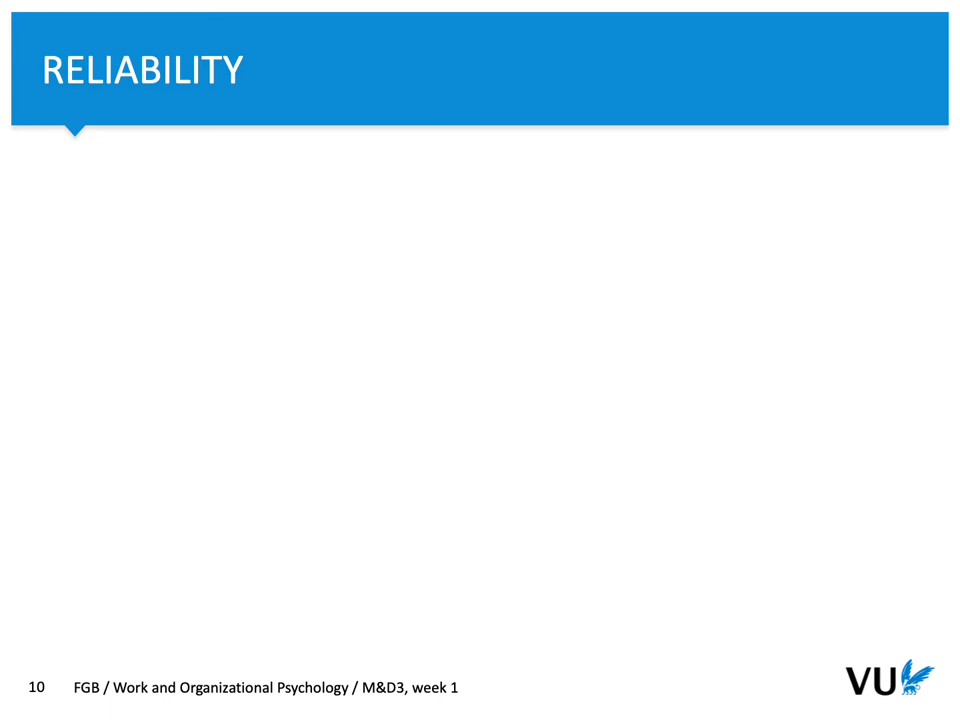 RELIABILITY
10 FGB / Work and Organizational Psychology / M&D3, week 1
VU